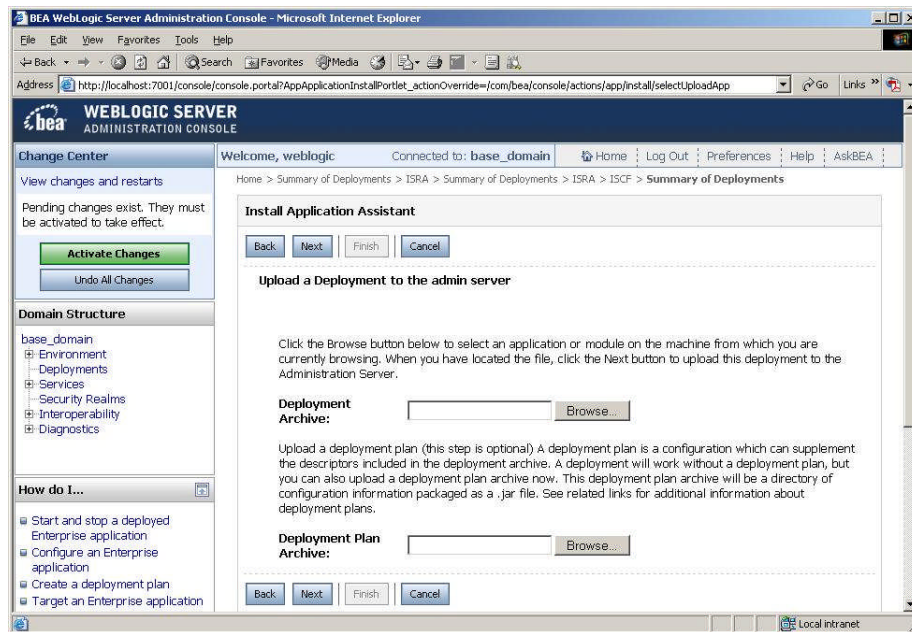 BEA WebLogic Server Administration Console - Microsoft Internet Explorer
File Edit View Favorites Tools Help
Back Search Favorites Media
Address http://localhost:7001/console/console.portal?AppApplicationInstallPortlet_actionOverride=/com/bea/console/actions/app/install/selectUploadApp Go Links »
bea WEBLOGIC SERVER
ADMINISTRATION CONSOLE
Change Center
View changes and restarts
Pending changes exist. They must
be activated to take effect.
Activate Changes
Undo All Changes
Domain Structure
base_domain
Environment
Deployments
Services
Security Realms
Interoperability
Diagnostics
How do I...
Start and stop a deployed
Enterprise application
Configure an Enterprise
application
Create a deployment plan
Target an Enterprise application
Welcome, weblogic Connected to: base_domain Home Log Out Preferences Help AskBEA
Home > Summary of Deployments > ISRA > Summary of Deployments > ISRA > ISCF > Summary of Deployments
Install Application Assistant
Back Next Finish Cancel
Upload a Deployment to the admin server
Click the Browse button below to select an application or module on the machine from which you are
currently browsing. When you have located the file, click the Next button to upload this deployment to the
Administration Server.
Deployment
Archive:
Browse...
Upload a deployment plan (this step is optional) A deployment plan is a configuration which can supplement
the descriptors included in the deployment archive. A deployment will work without a deployment plan, but
you can also upload a deployment plan archive now. This deployment plan archive will be a directory of
configuration information packaged as a .jar file. See related links for additional information about
deployment plans.
Deployment Plan
Archive:
Browse...
Back Next Finish Cancel
Local intranet